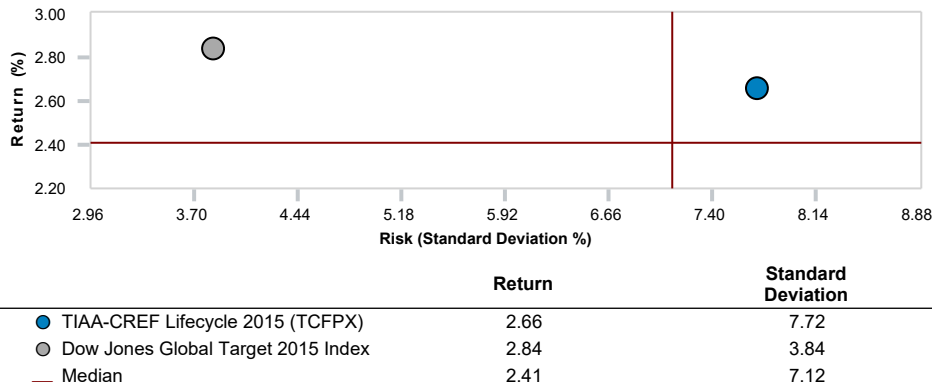 3.00
2.80
2.60
2.40
2.20
Return (%)
2.96 3.70 4.44 5.18 5.92 6.66 7.40 8.14 8.88
Risk (Standard Deviation %)
Return Standard Deviation
TIAA-CREF Lifecycle 2015 (TCFPX) 2.66 7.72
Dow Jones Global Target 2015 Index 2.84 3.84
Median 2.41 7.12